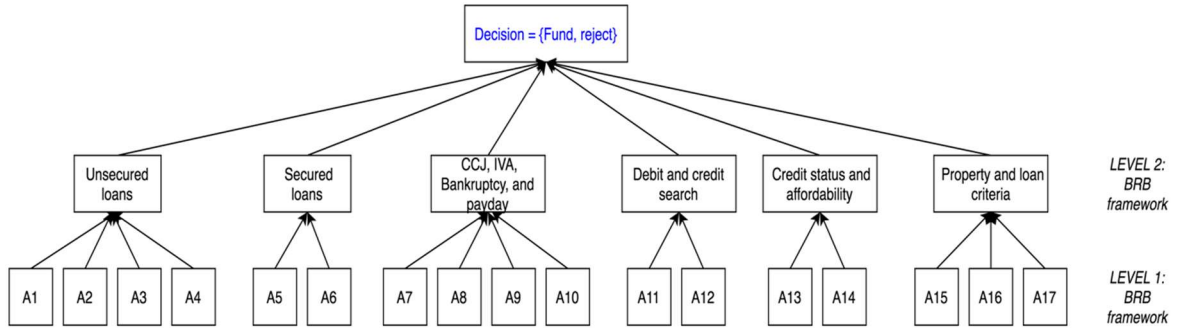 Decision = {Fund, reject}
Unsecured
loans
Secured
loans
CCJ, IVA,
Bankruptcy, and
payday
Debit and credit
search
Credit status and
affordability
Property and loan
criteria
LEVEL 2:
BRB
framework
A1
A2
A3
A4
A5
A6
A7
A8
A9
A10
A11
A12
A13
A14
A15
A16
A17
LEVEL 1:
BRB
framework